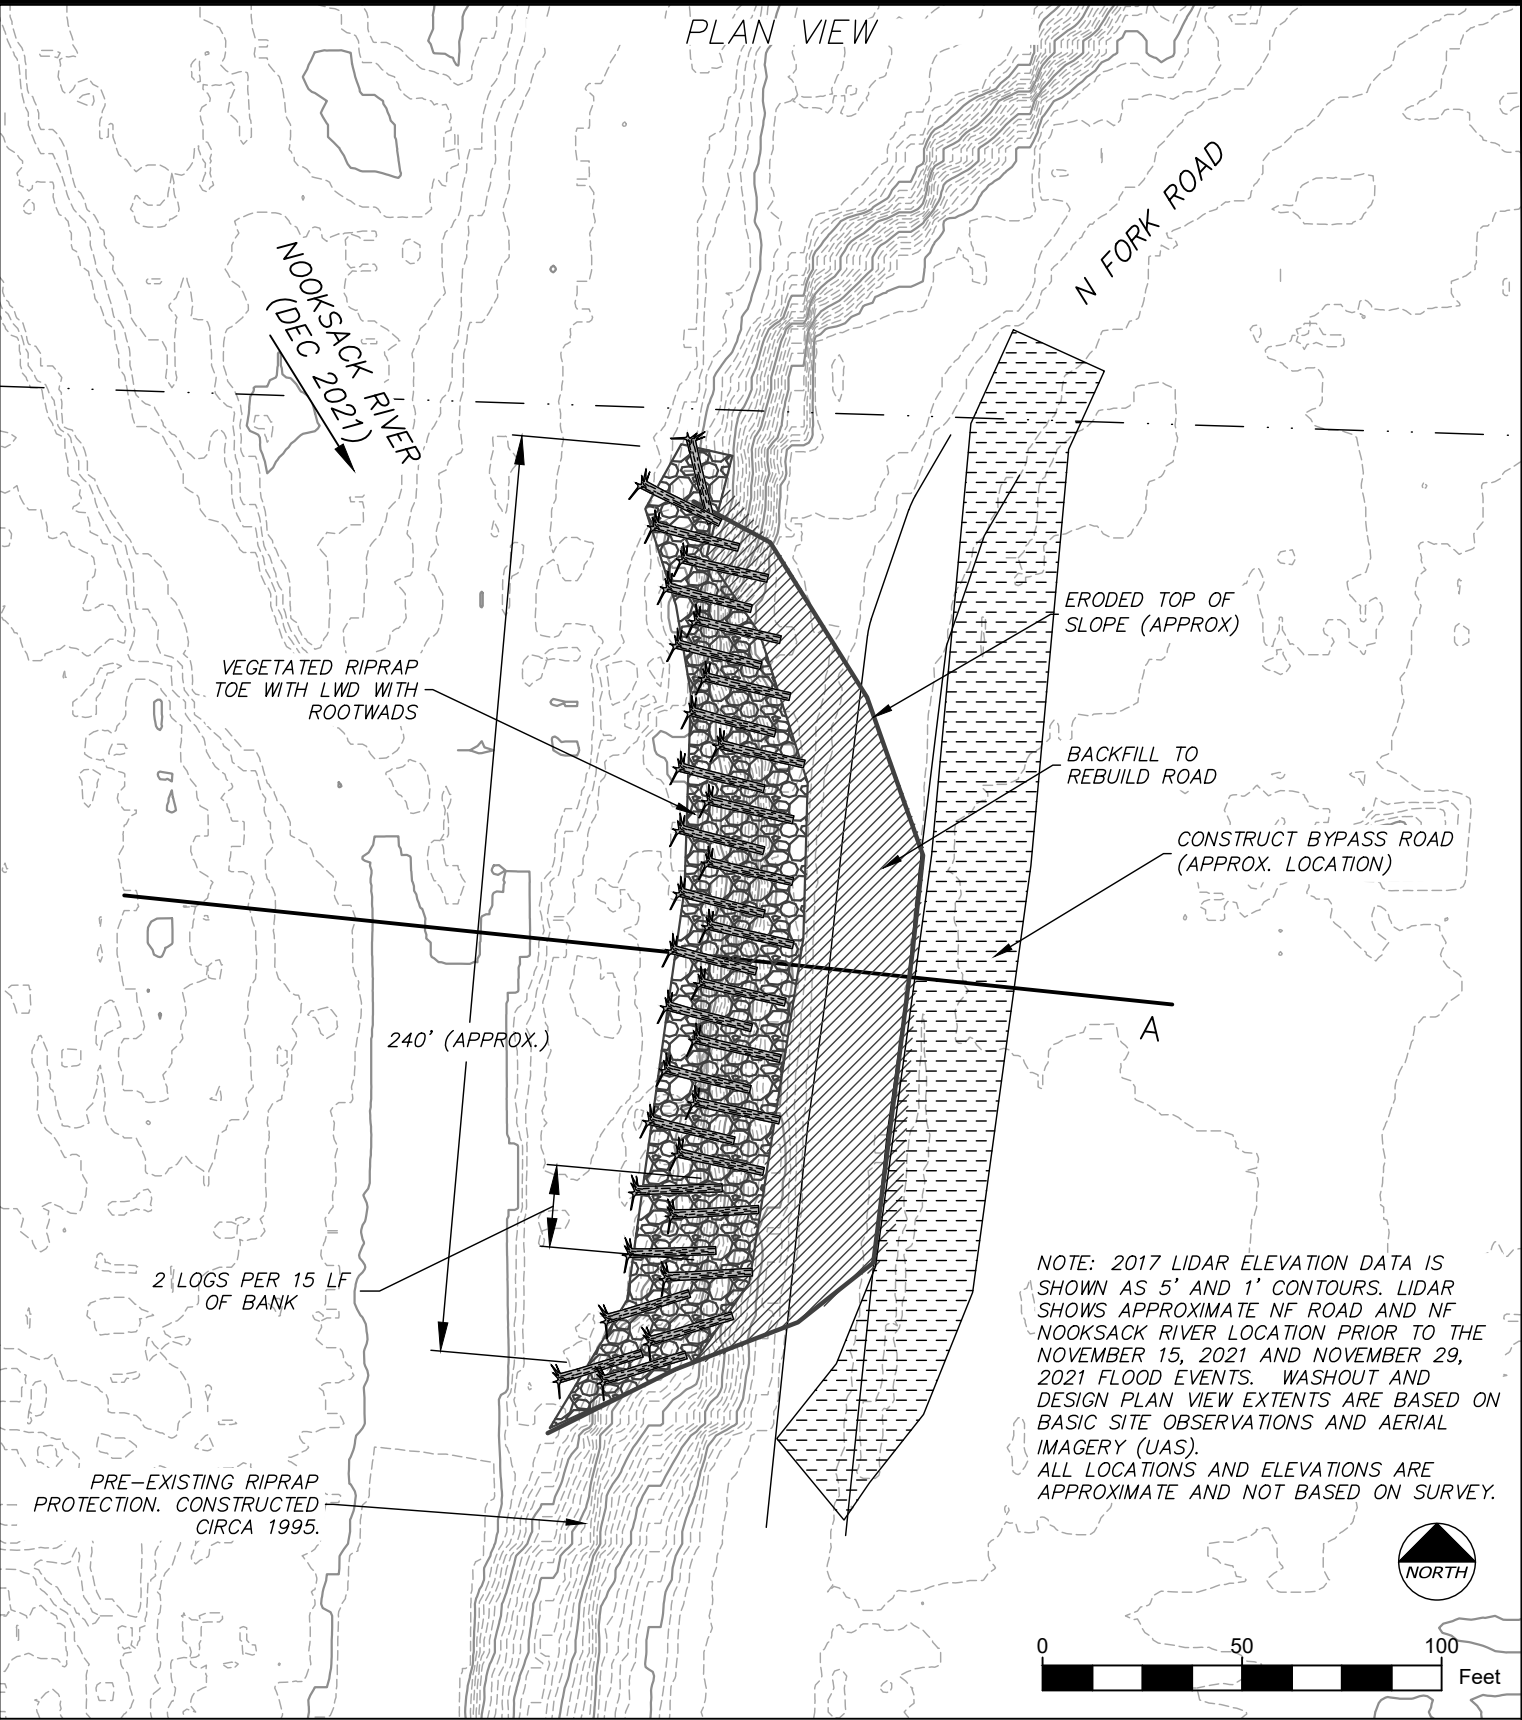 PLAN VIEW
N FORK ROAD
NOOKSACK RIVER
(DEC 2021)
ERODED TOP OF
SLOPE (APPROX)
VEGETATED RIPRAP
TOE WITH LWD WITH
ROOTWADS
BACKFILL TO
REBUILD ROAD
CONSTRUCT BYPASS ROAD
(APPROX. LOCATION)
A
240' (APPROX.)
2 LOGS PER 15 LF
OF BANK
NOTE: 2017 LIDAR ELEVATION DATA IS
SHOWN AS 5' AND 1' CONTOURS. LIDAR
SHOWS APPROXIMATE NF ROAD AND NF
NOOKSACK RIVER LOCATION PRIOR TO THE
NOVEMBER 15, 2021 AND NOVEMBER 29,
2021 FLOOD EVENTS. WASHOUT AND
DESIGN PLAN VIEW EXTENTS ARE BASED ON
BASIC SITE OBSERVATIONS AND AERIAL
IMAGERY (UAS).
ALL LOCATIONS AND ELEVATIONS ARE
APPROXIMATE AND NOT BASED ON SURVEY.
PRE-EXISTING RIPRAP
PROTECTION. CONSTRUCTED
CIRCA 1995.
NORTH
0 50 100
Feet